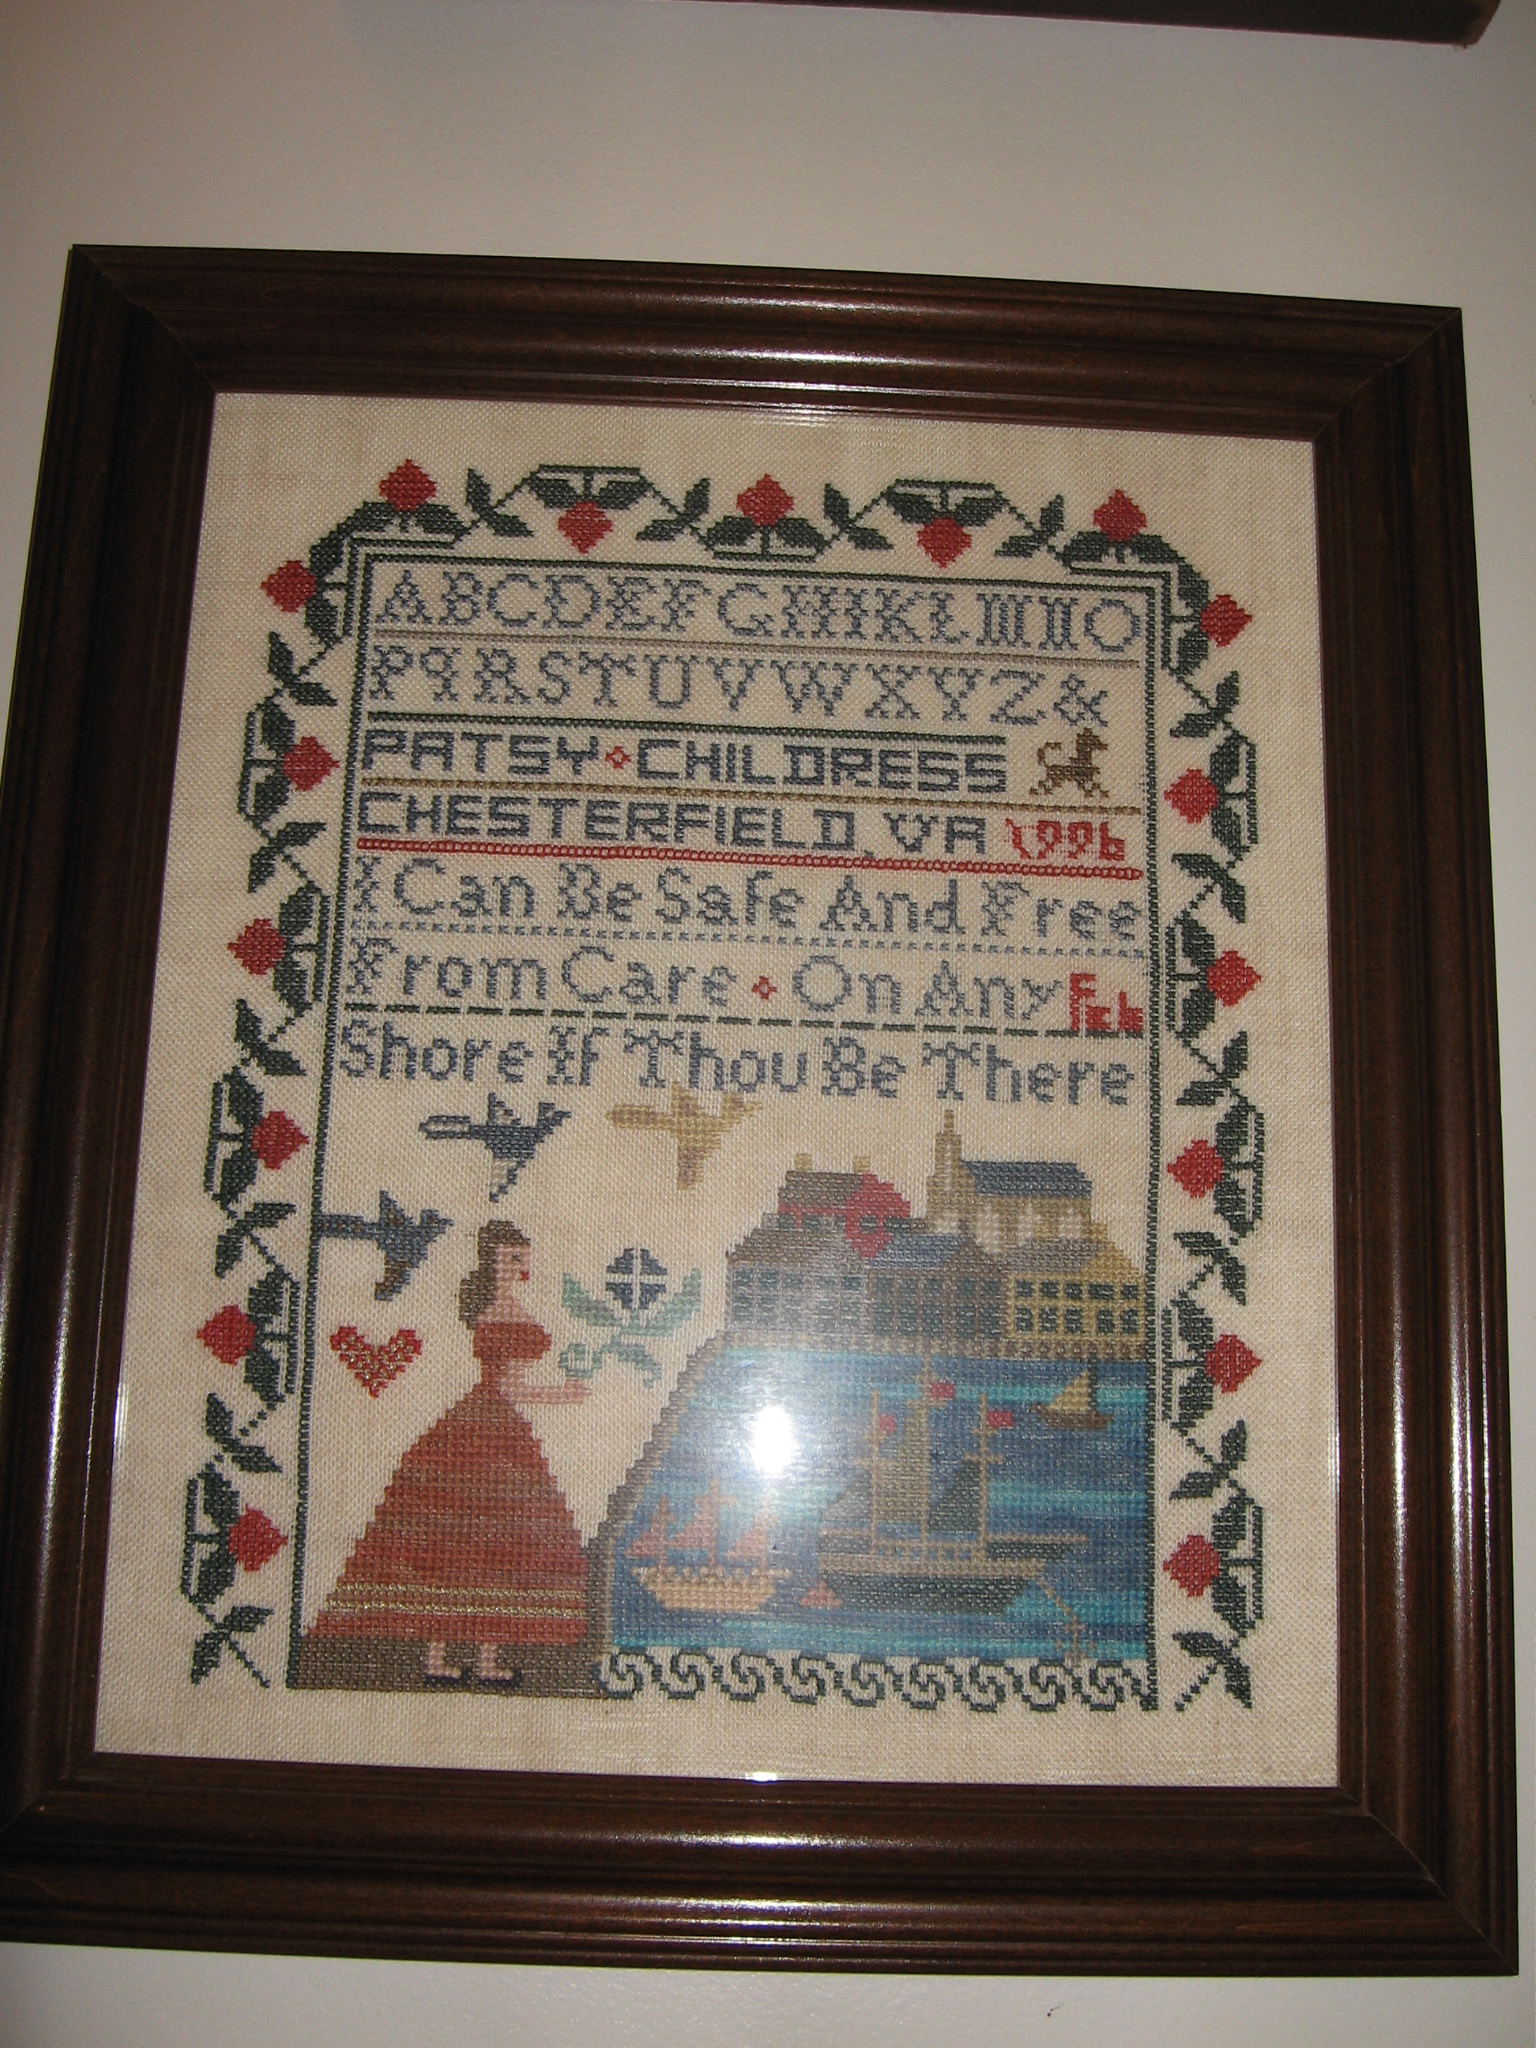 ABCDEFGHIKLMNO
PQRSTUVWXYZ&
PATSY CHILDRESS
CHESTERFIELD, VA 1996
I Can Be Safe And Free
From Care On Any
Shore If Thou Be There